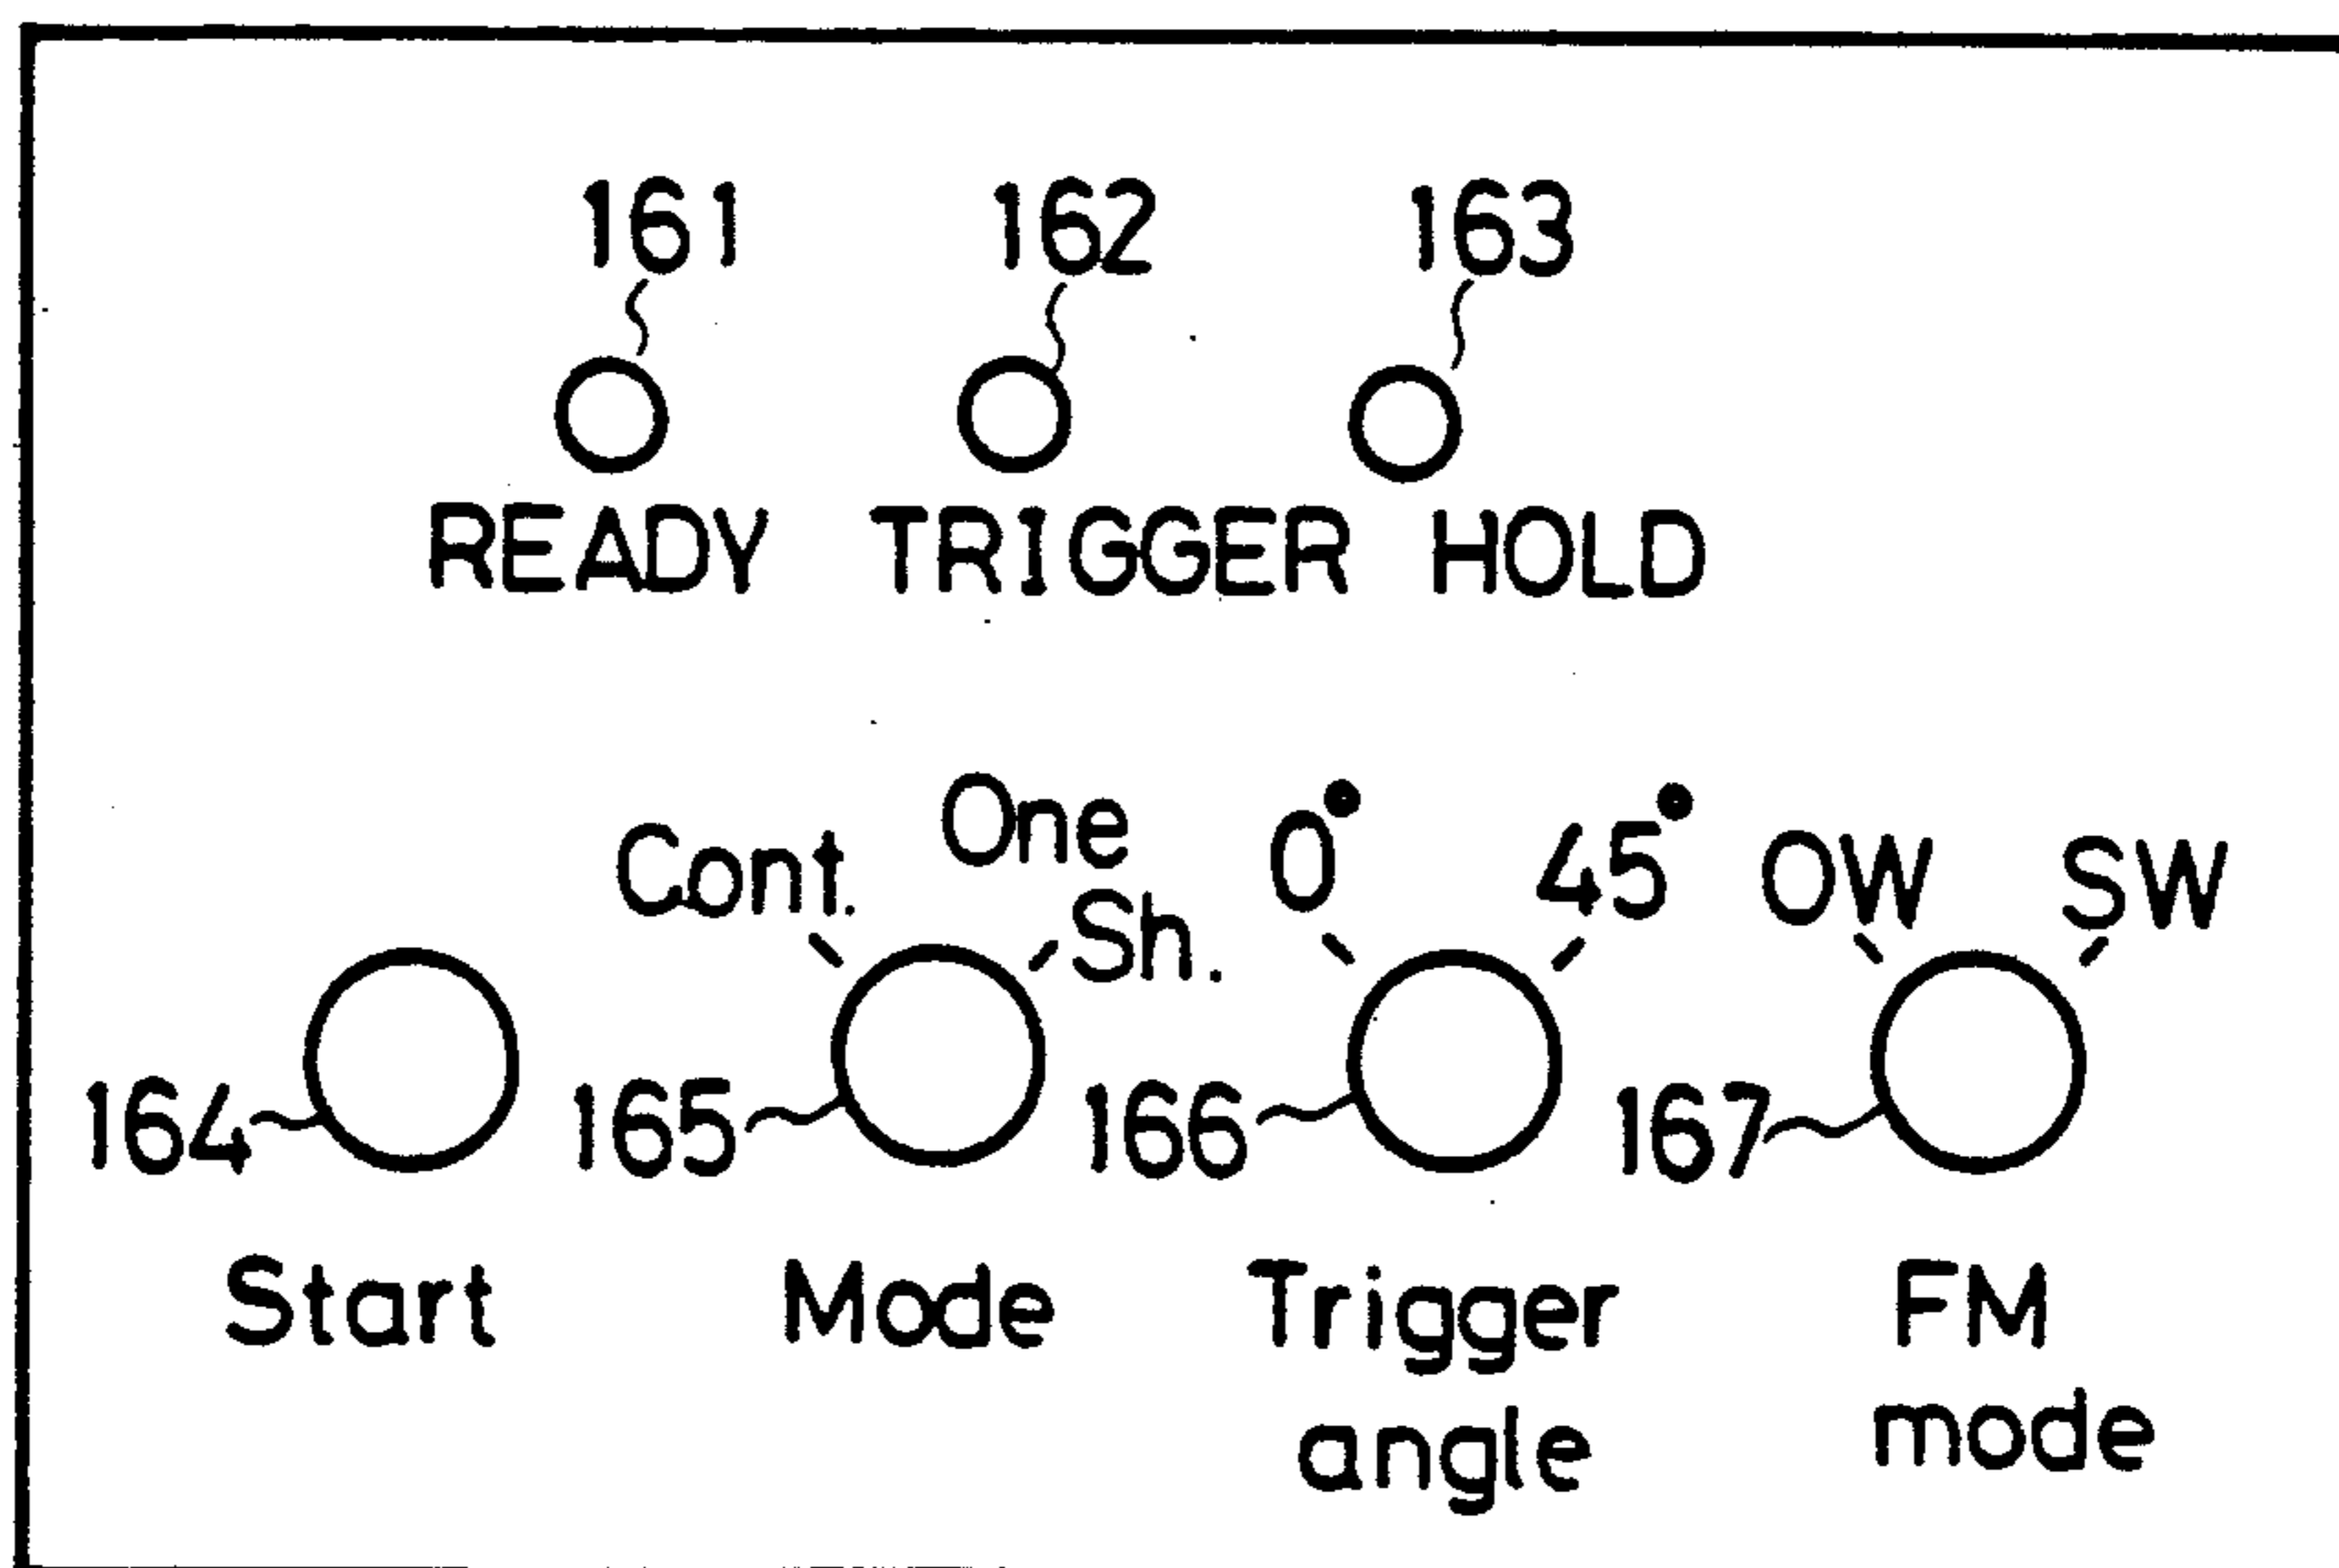 161 162 163
READY TRIGGER HOLD
Cont. One Sh. 0° 45° OW SW
164 165 166 167
Start Mode Trigger angle FM mode